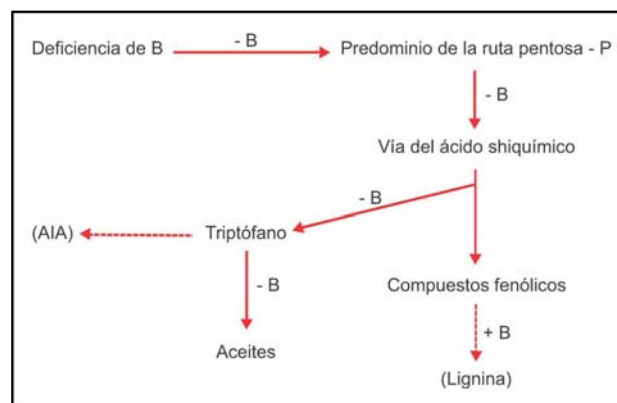 Deficiencia de B
- B
Predominio de la ruta pentosa - P
- B
Vía del ácido shiquímico
- B
(AIA)
Triptófano
- B
Compuestos fenólicos
+ B
Aceites
(Lignina)